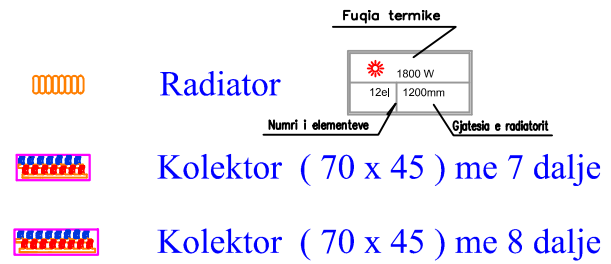 Fuqia termike
1800 W
Radiator
12el 1200mm
Numri i elementeve
Gjatesia e radiatorit
Kolektor ( 70 x 45 ) me 7 dalje
Kolektor ( 70 x 45 ) me 8 dalje